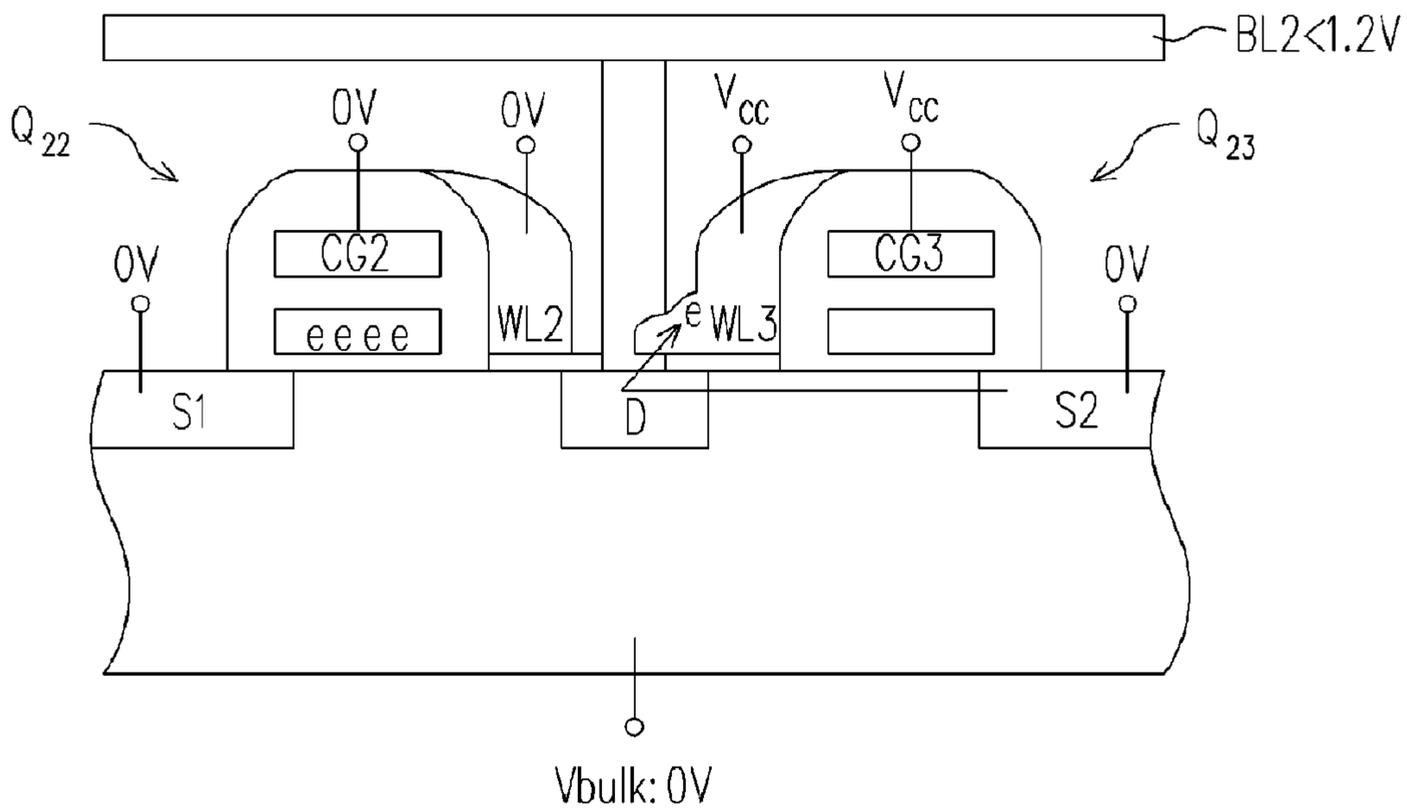 BL2<1.2V
Q22
0V
0V
Vcc
Vcc
Q23
0V
CG2
CG3
0V
eeee
WL2
e
WL3
S1
D
S2
Vbulk: 0V